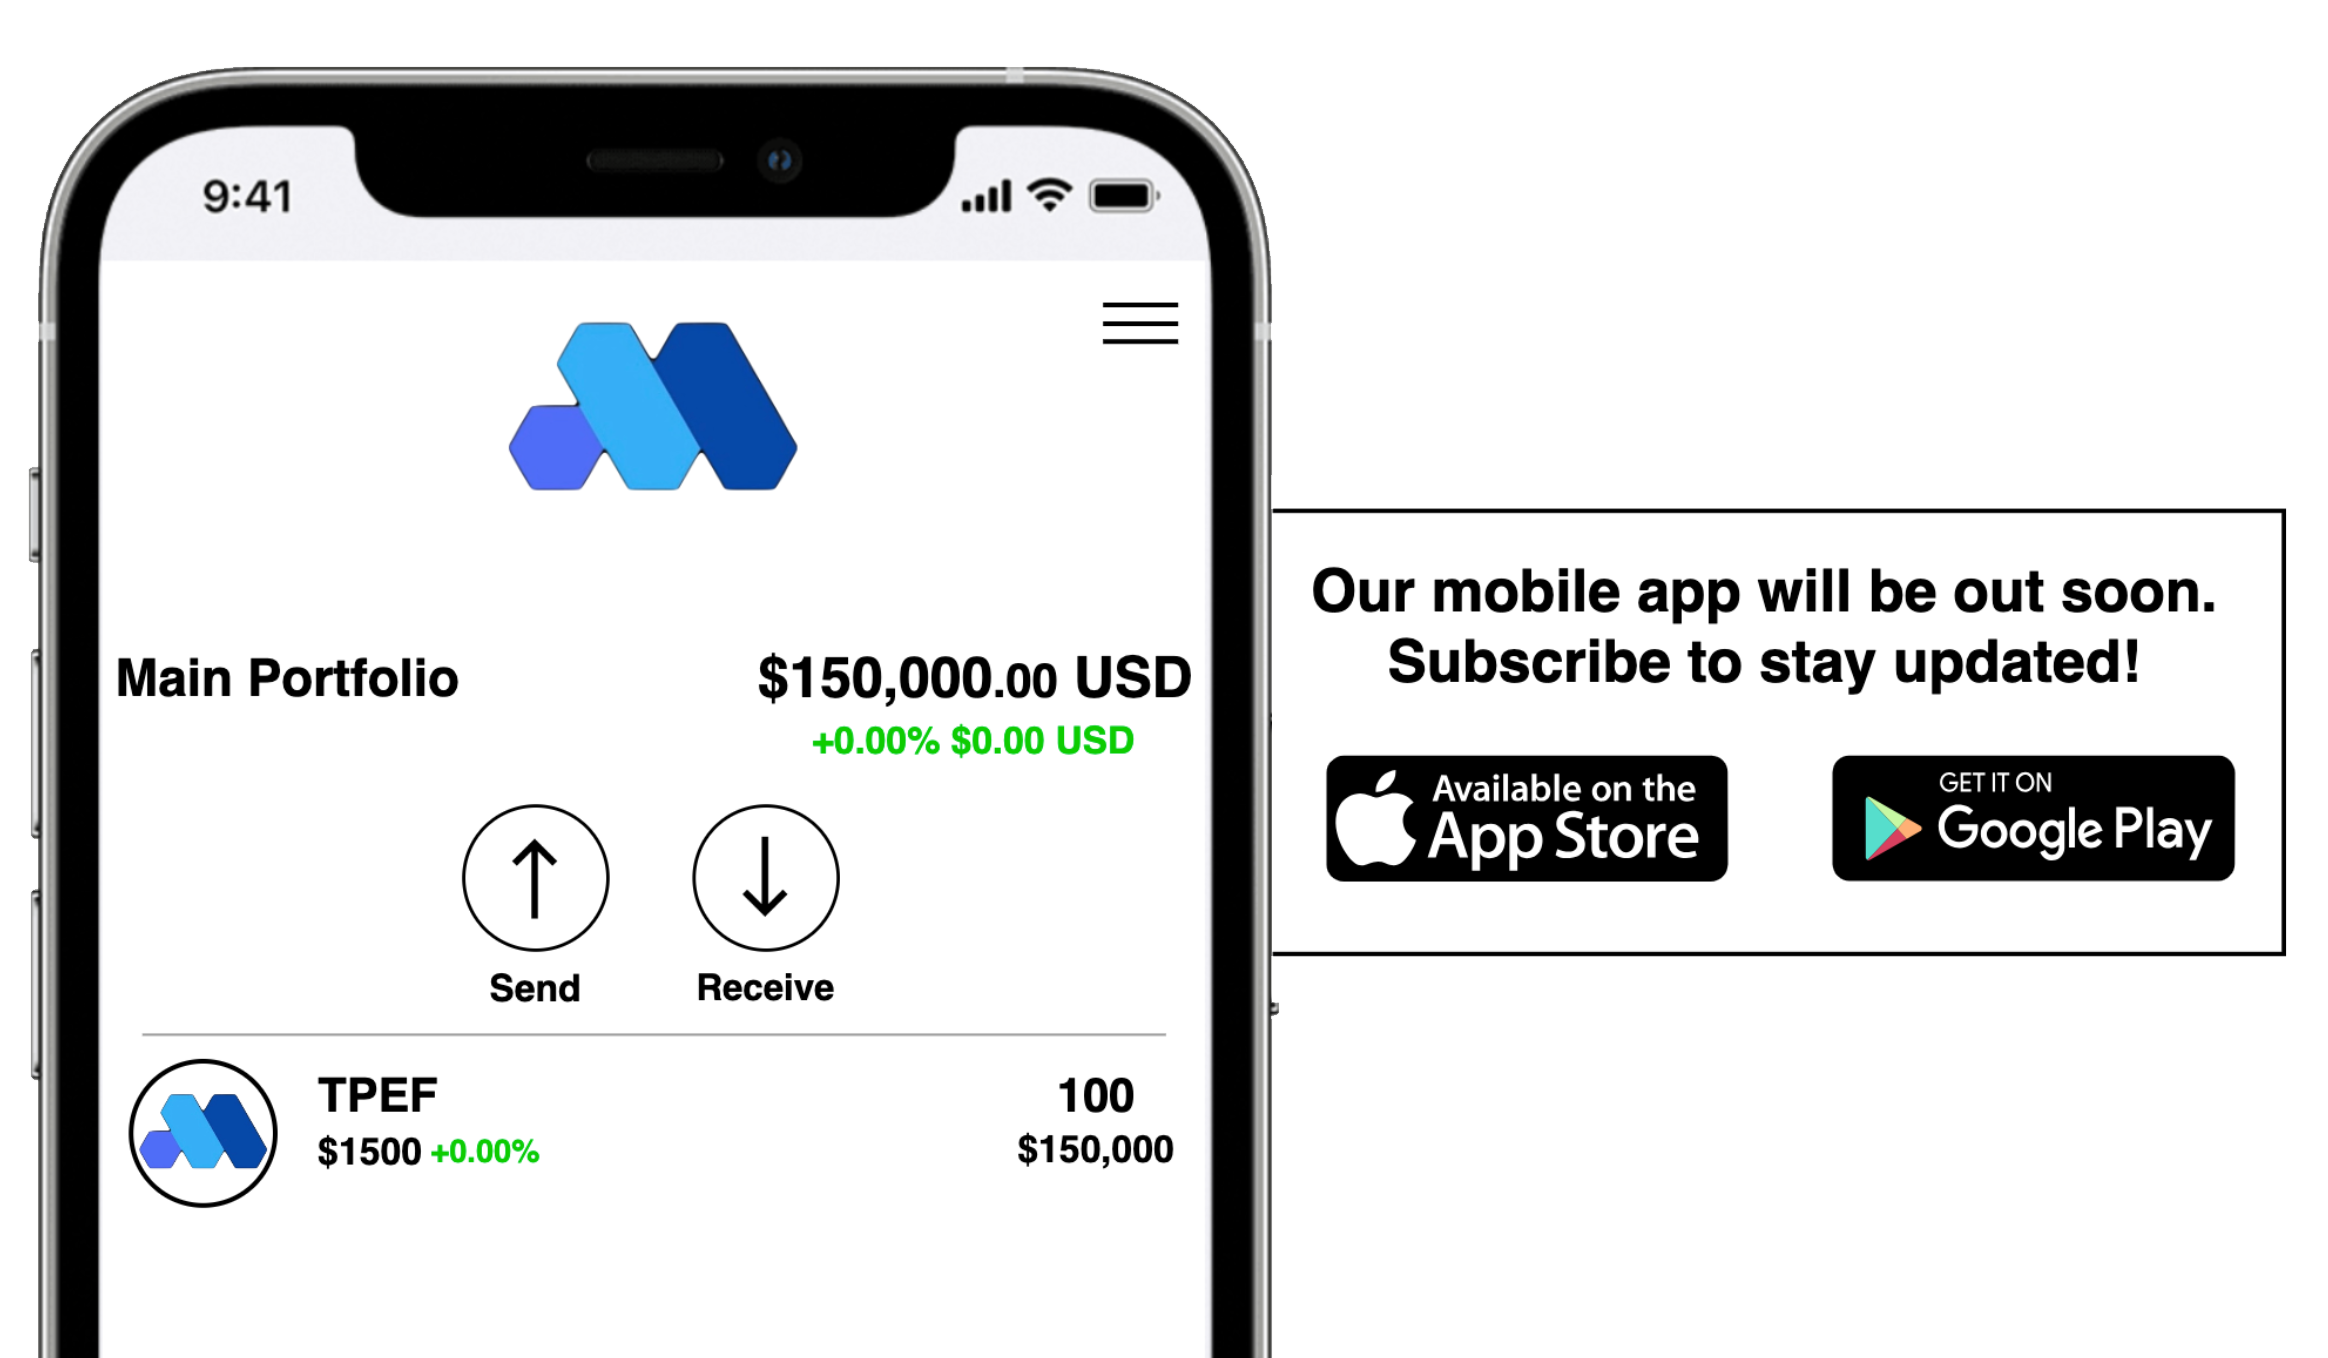 9:41
Main Portfolio
$150,000.00 USD
+0.00% $0.00 USD
Send
Receive
TPEF
100
$1500 +0.00%
$150,000
Our mobile app will be out soon.
Subscribe to stay updated!
Available on the
App Store
GET IT ON
Google Play